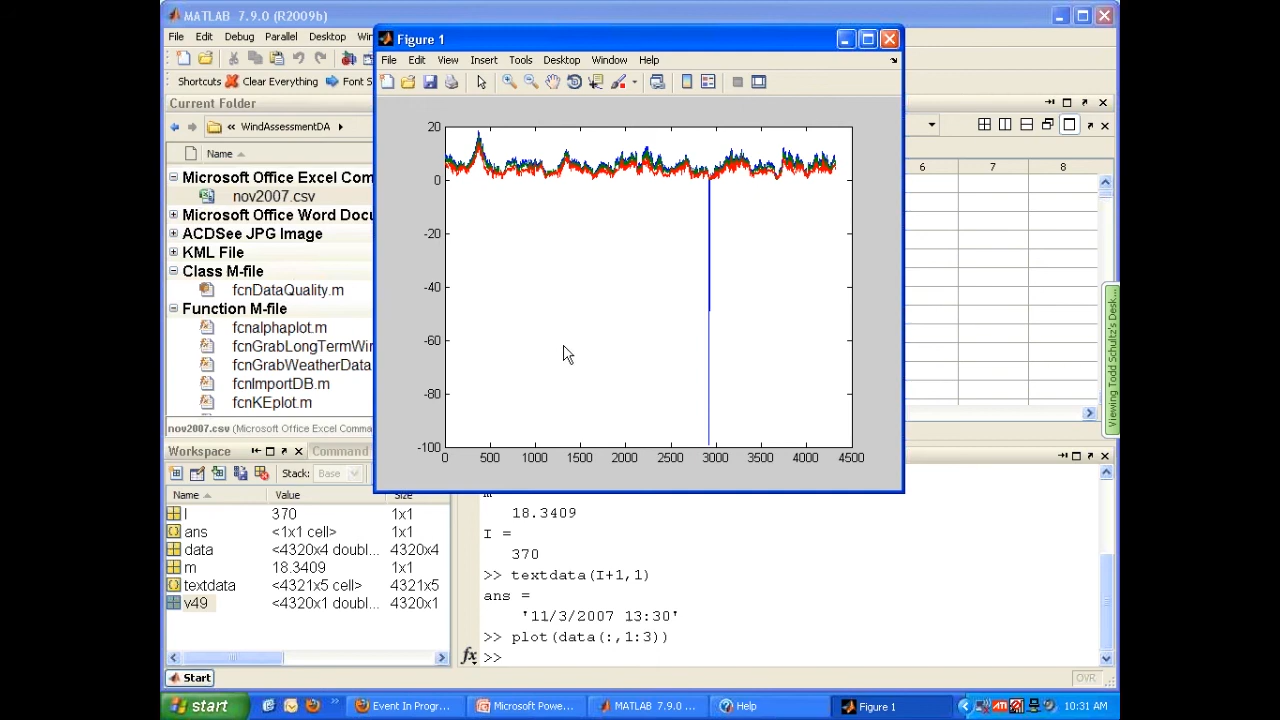 MATLAB 7.9.0 (R2009b)
File Edit Debug Parallel Desktop Win
Shortcuts Clear Everything Font S
Current Folder
« WindAssessmentDA
Name
Microsoft Office Excel Com
nov2007.csv
Microsoft Office Word Docu
ACDSee JPG Image
KML File
Class M-file
fcnDataQuality.m
Function M-file
fcnalphaplot.m
fcnGrabLongTermWir
fcnGrabWeatherData
fcnImportDB.m
fcnKEplot.m
nov2007.csv (Microsoft Office Excel Comma
Workspace Command
Stack: Base
Name Value Size
I 370 1x1
ans <1x1 cell> 1x1
data <4320x4 doubl... 4320x4
m 18.3409 1x1
textdata <4321x5 cell> 4321x5
v49 <4320x1 doubl... 4320x1
Figure 1
File Edit View Insert Tools Desktop Window Help
20
0
-20
-40
-60
-80
-100
0 500 1000 1500 2000 2500 3000 3500 4000 4500
6 7 8
Viewing Todd Schultz's Desk...
18.3409
I =
370
>> textdata(I+1,1)
ans =
'11/3/2007 13:30'
>> plot(data(:,1:3))
fx >>
Start
OVR
start Event In Progr... Microsoft Powe... MATLAB 7.9.0 ... Help Figure 1 10:31 AM